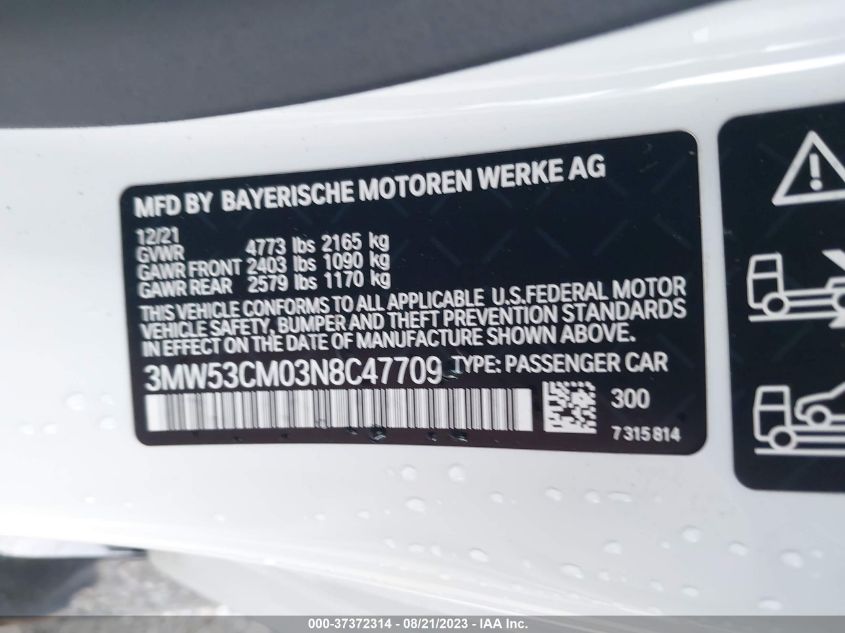 MFD BY BAYERISCHE MOTOREN WERKE AG
12/21
GVWR 4773 lbs 2165 kg
GAWR FRONT 2403 lbs 1090 kg
GAWR REAR 2579 lbs 1170 kg
THIS VEHICLE CONFORMS TO ALL APPLICABLE U.S.FEDERAL MOTOR
VEHICLE SAFETY, BUMPER AND THEFT PREVENTION STANDARDS
IN EFFECT ON THE DATE OF MANUFACTURE SHOWN ABOVE.
3MW53CM03N8C47709 TYPE: PASSENGER CAR
300
7315814
000-37372314 - 08/21/2023 - IAA Inc.